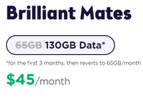 Brilliant Mates
65GB 130GB Data*
*for the first 3 months, then reverts to 65GB/month
$45/month